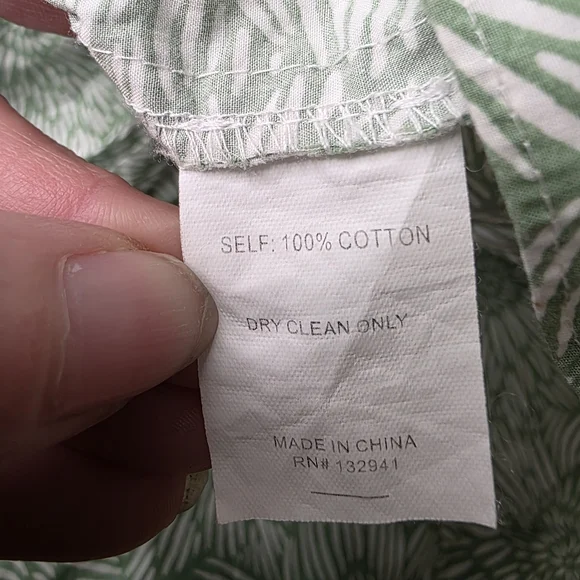 SELF: 100% COTTON
DRY CLEAN ONLY
MADE IN CHINA
RN# 132941